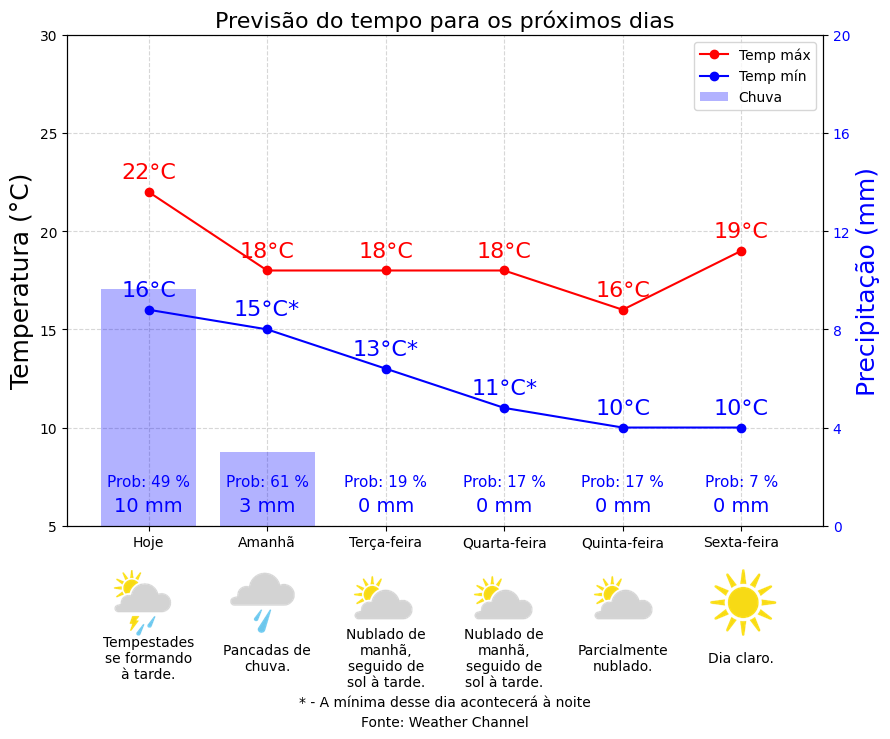 Previsão do tempo para os próximos dias
Temp máx
Temp mín
Chuva
Temperatura (°C)
30
25
20
15
10
5
Precipitação (mm)
20
16
12
8
4
0
22°C
18°C
18°C
18°C
16°C
19°C
16°C
15°C*
13°C*
11°C*
10°C
10°C
Prob: 49 %
Prob: 61 %
Prob: 19 %
Prob: 17 %
Prob: 17 %
Prob: 7 %
10 mm
3 mm
0 mm
0 mm
0 mm
0 mm
Hoje
Amanhã
Terça-feira
Quarta-feira
Quinta-feira
Sexta-feira
Tempestades
se formando
à tarde.
Pancadas de
chuva.
Nublado de
manhã,
seguido de
sol à tarde.
Nublado de
manhã,
seguido de
sol à tarde.
Parcialmente
nublado.
Dia claro.
* - A mínima desse dia acontecerá à noite
Fonte: Weather Channel